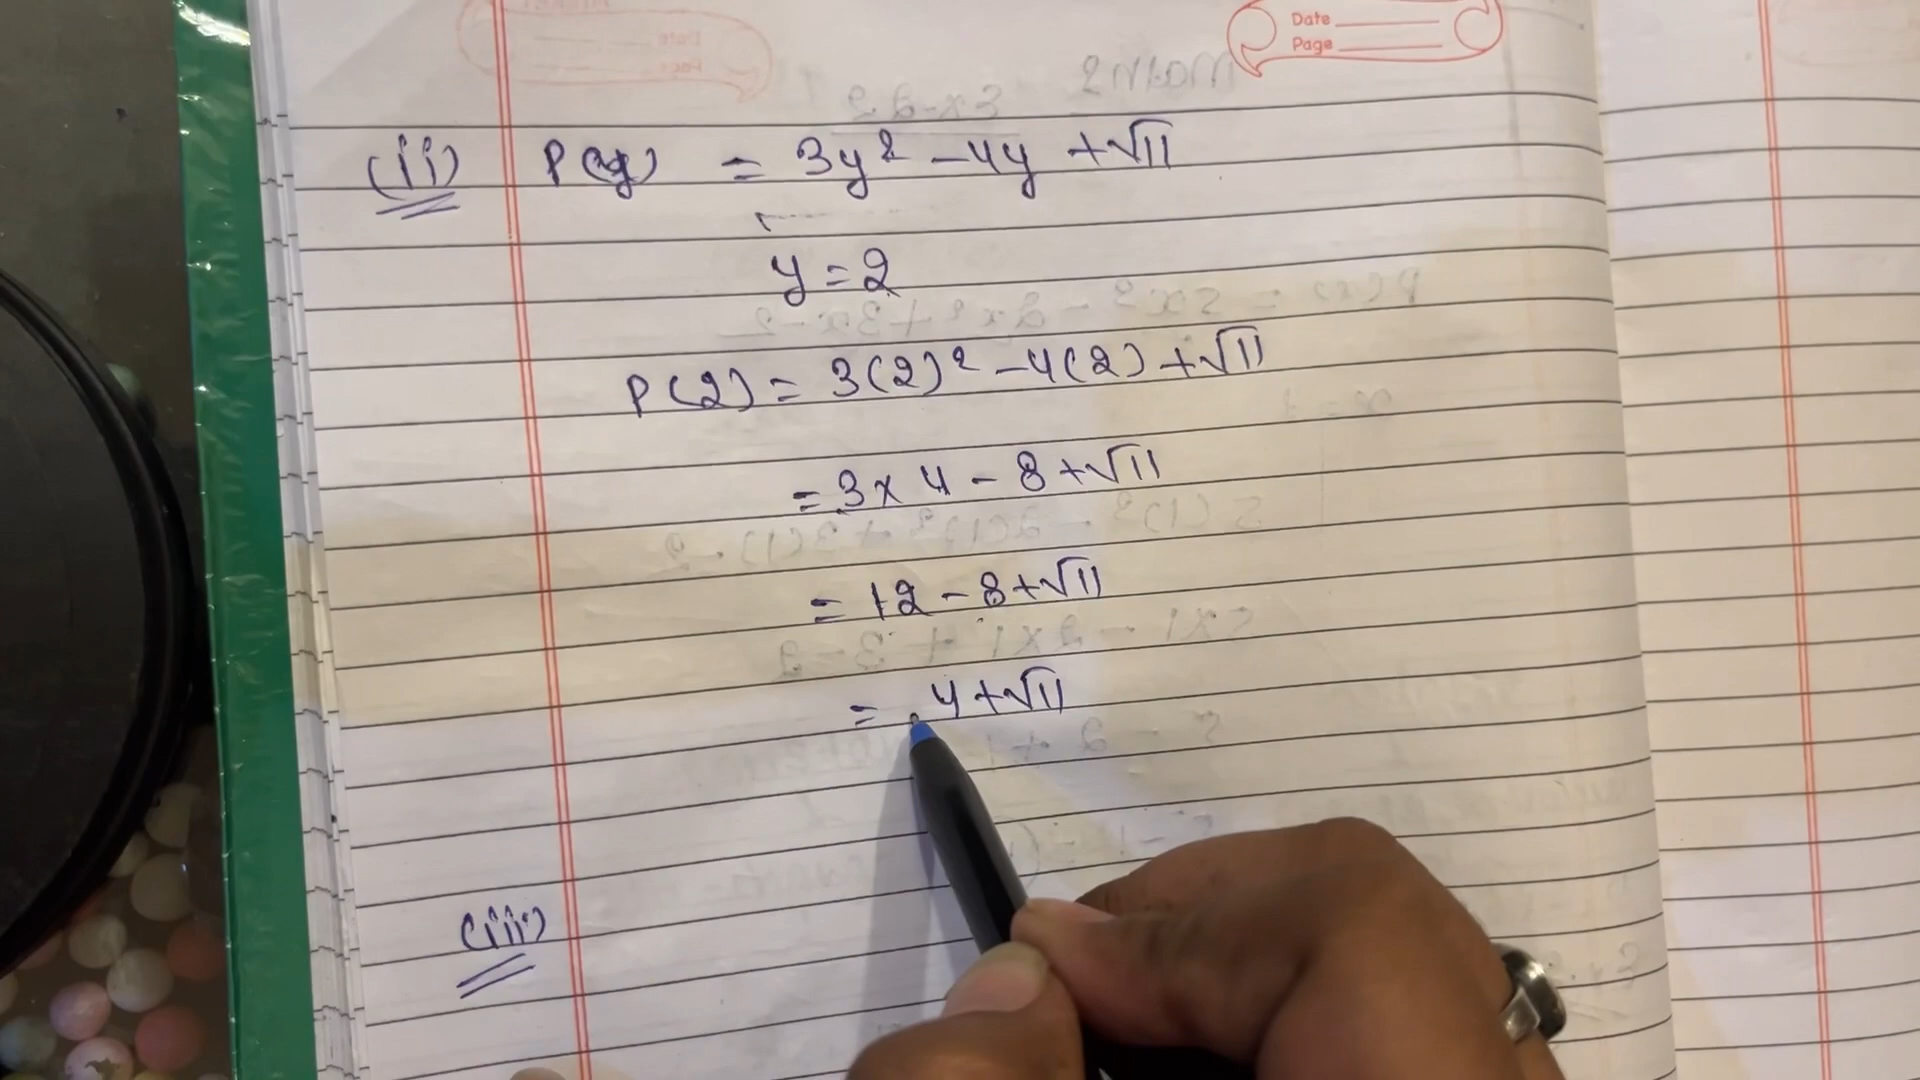 Date
Page
(ii) P(y) = 3y² - 4y + √11
y = 2
P(2) = 3(2)² - 4(2) + √11
= 3 × 4 - 8 + √11
= 12 - 8 + √11
= 4 + √11
(iii)